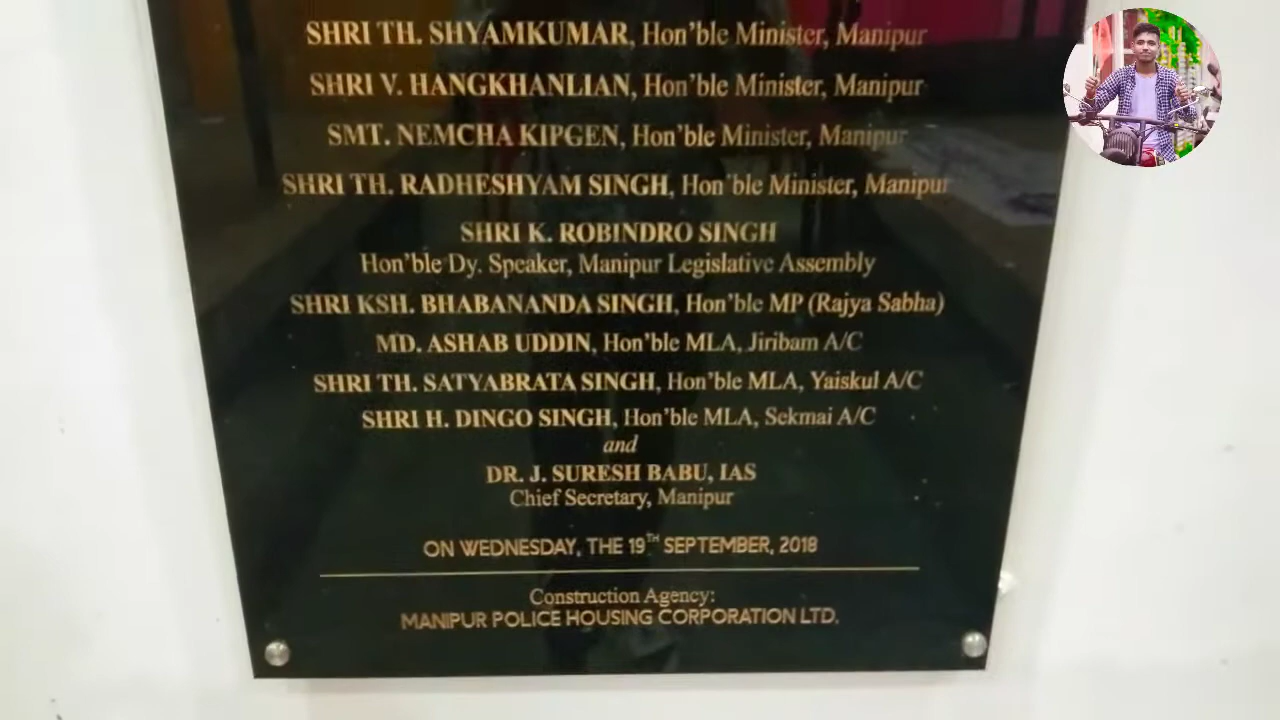 SHRI TH. SHYAMKUMAR, Hon'ble Minister, Manipur
SHRI V. HANGKHANLIAN, Hon'ble Minister, Manipur
SMT. NEMCHA KIPGEN, Hon'ble Minister, Manipur
SHRI TH. RADHESHYAM SINGH, Hon'ble Minister, Manipur
SHRI K. ROBINDRO SINGH
Hon'ble Dy. Speaker, Manipur Legislative Assembly
SHRI KSH. BHABANANDA SINGH, Hon'ble MP (Rajya Sabha)
MD. ASHAB UDDIN, Hon'ble MLA, Jiribam A/C
SHRI TH. SATYABRATA SINGH, Hon'ble MLA, Yaiskul A/C
SHRI H. DINGO SINGH, Hon'ble MLA, Sekmai A/C
and
DR. J. SURESH BABU, IAS
Chief Secretary, Manipur
ON WEDNESDAY, THE 19TH SEPTEMBER, 2018
Construction Agency:
MANIPUR POLICE HOUSING CORPORATION LTD.